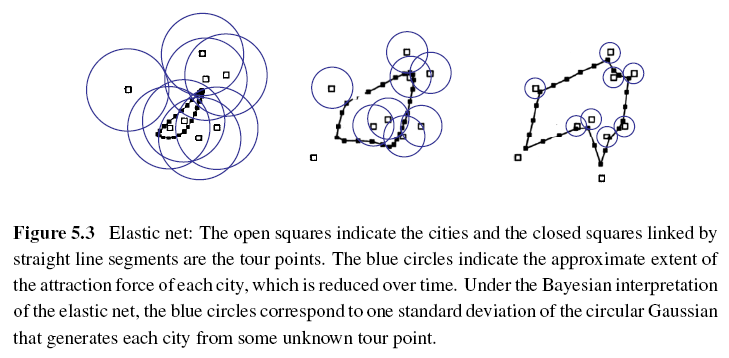 Figure 5.3 Elastic net: The open squares indicate the cities and the closed squares linked by
straight line segments are the tour points. The blue circles indicate the approximate extent of
the attraction force of each city, which is reduced over time. Under the Bayesian interpretation
of the elastic net, the blue circles correspond to one standard deviation of the circular Gaussian
that generates each city from some unknown tour point.